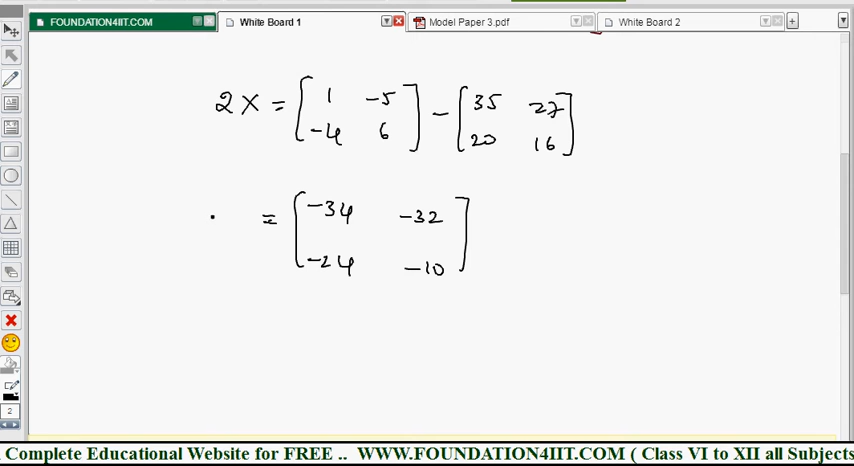 FOUNDATION4IIT.COM White Board 1 Model Paper 3.pdf White Board 2
2X = [ 1 -5 ] - [ 35 27 ]
[ -4 6 ] [ 20 16 ]
= [ -34 -32 ]
[ -24 -10 ]
2
Complete Educational Website for FREE .. WWW.FOUNDATION4IIT.COM ( Class VI to XII all Subjects